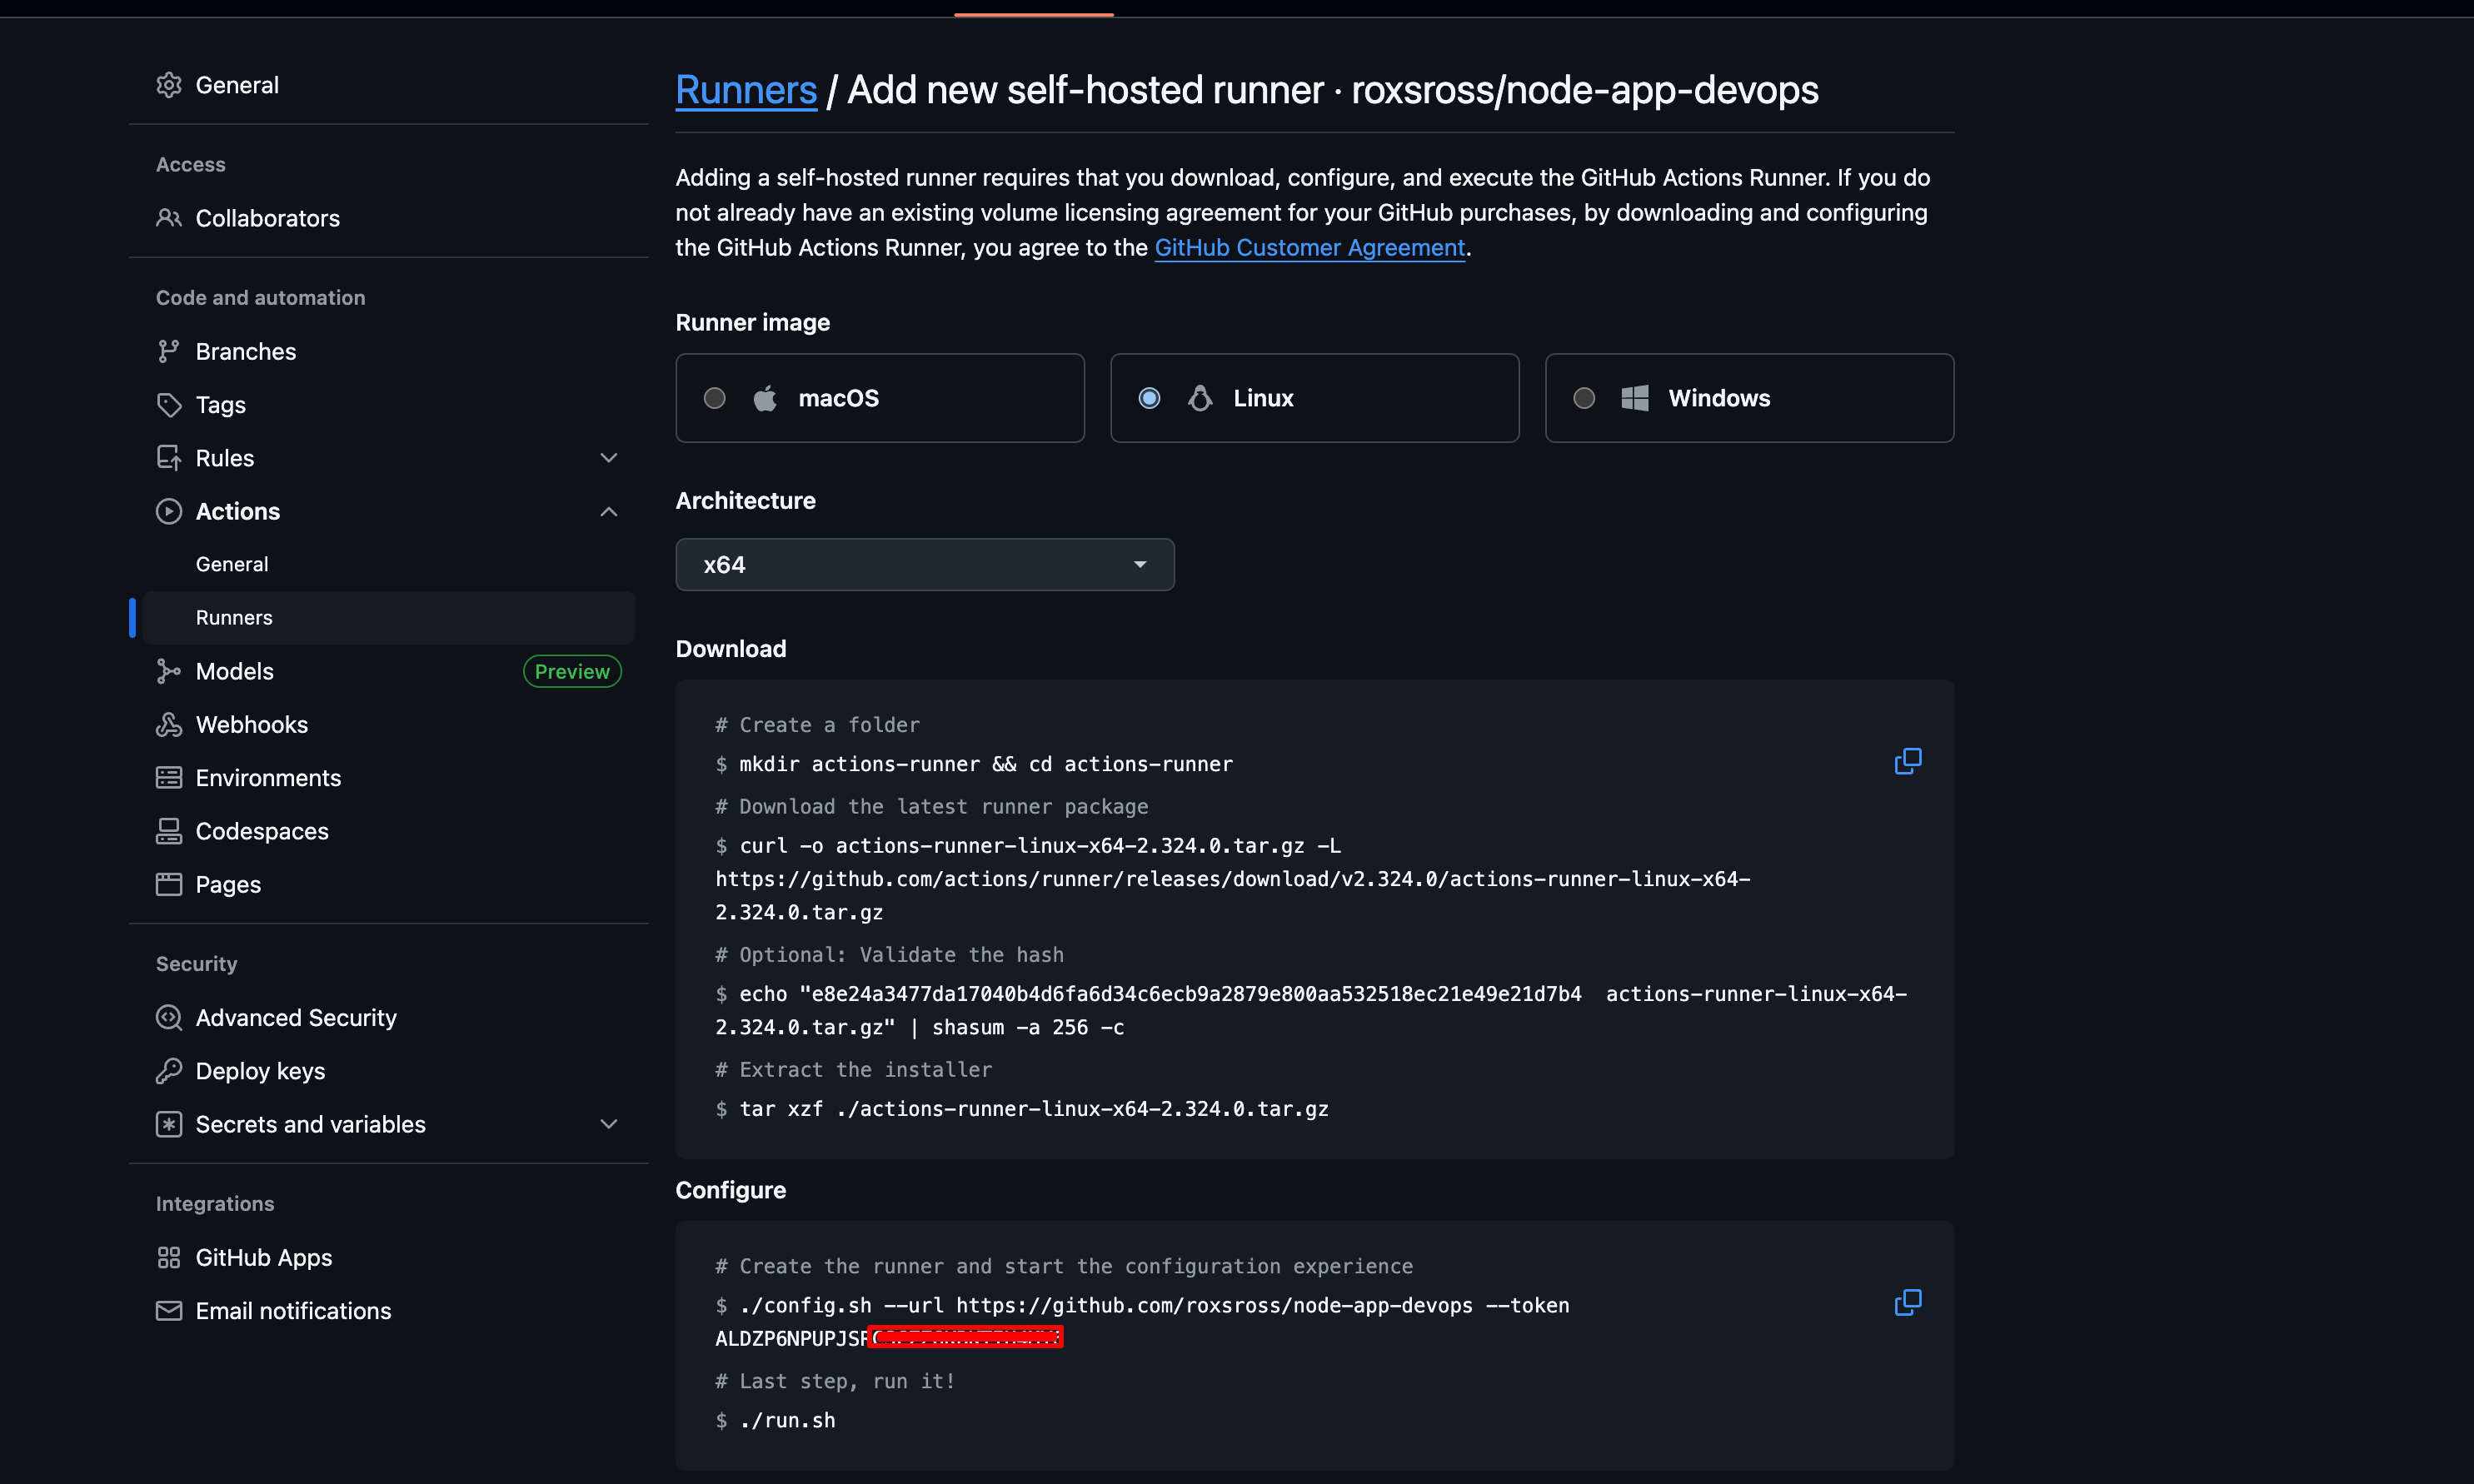 General
Access
Collaborators
Code and automation
Branches
Tags
Rules
Actions
General
Runners
Models Preview
Webhooks
Environments
Codespaces
Pages
Security
Advanced Security
Deploy keys
Secrets and variables
Integrations
GitHub Apps
Email notifications
Runners / Add new self-hosted runner · roxsross/node-app-devops
Adding a self-hosted runner requires that you download, configure, and execute the GitHub Actions Runner. If you do
not already have an existing volume licensing agreement for your GitHub purchases, by downloading and configuring
the GitHub Actions Runner, you agree to the GitHub Customer Agreement.
Runner image
macOS
Linux
Windows
Architecture
x64
Download
# Create a folder
$ mkdir actions-runner && cd actions-runner
# Download the latest runner package
$ curl -o actions-runner-linux-x64-2.324.0.tar.gz -L
https://github.com/actions/runner/releases/download/v2.324.0/actions-runner-linux-x64-
2.324.0.tar.gz
# Optional: Validate the hash
$ echo "e8e24a3477da17040b4d6fa6d34c6ecb9a2879e800aa532518ec21e49e21d7b4  actions-runner-linux-x64-
2.324.0.tar.gz" | shasum -a 256 -c
# Extract the installer
$ tar xzf ./actions-runner-linux-x64-2.324.0.tar.gz
Configure
# Create the runner and start the configuration experience
$ ./config.sh --url https://github.com/roxsross/node-app-devops --token
# Last step, run it!
$ ./run.sh